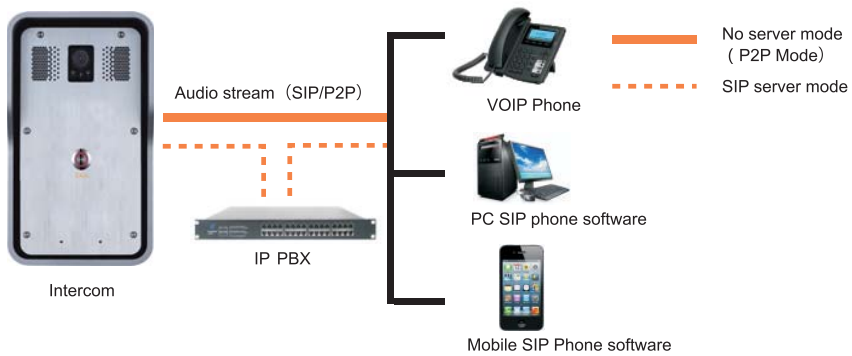 Audio stream（SIP/P2P）
Intercom
IP PBX
VOIP Phone
PC SIP phone software
Mobile SIP Phone software
No server mode
（ P2P Mode）
SIP server mode